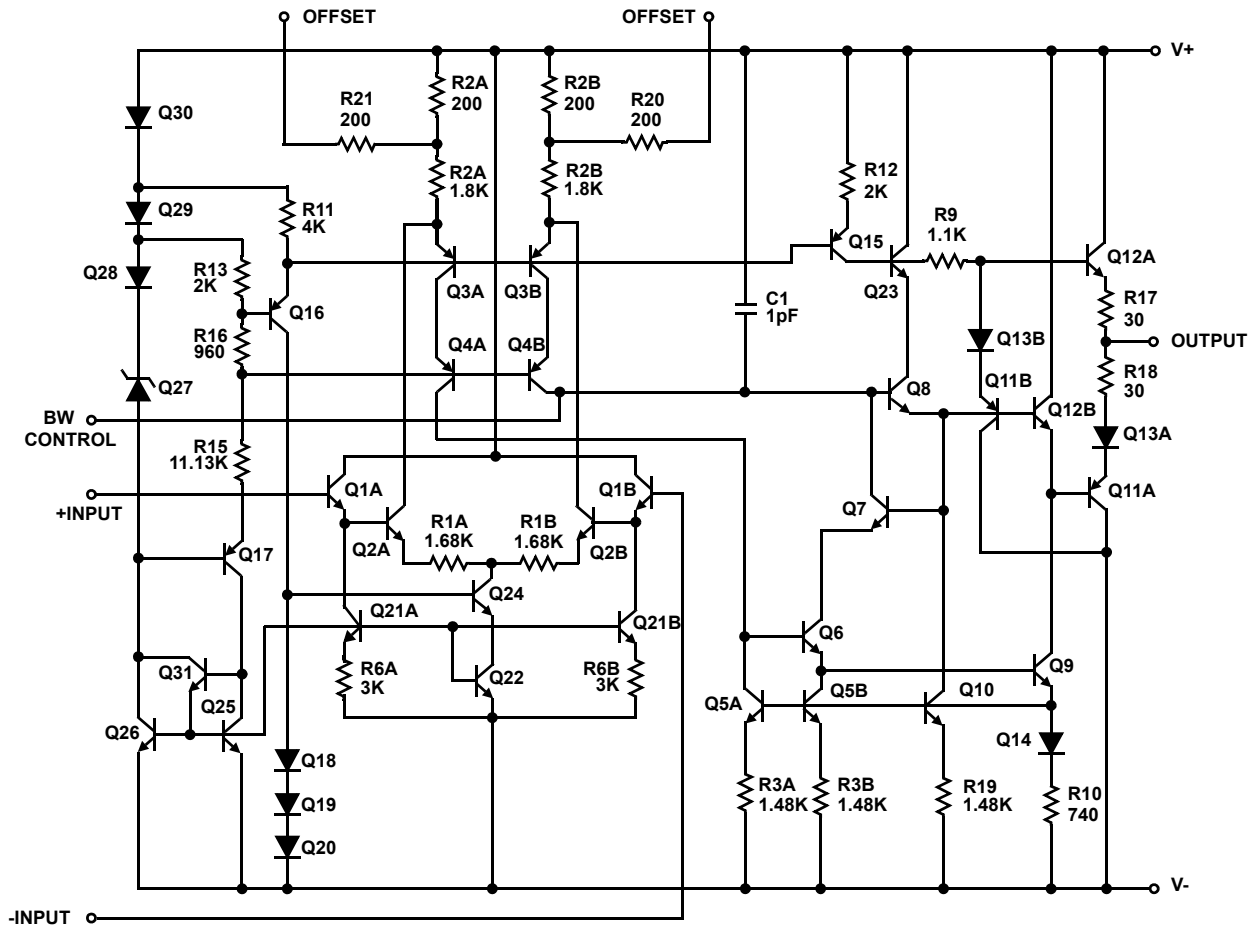 OFFSET
OFFSET
V+
R2A
200
R2B
200
R21
200
R20
200
Q30
R2A
1.8K
R2B
1.8K
R12
2K
Q29
R11
4K
R9
1.1K
Q15
Q28
R13
2K
Q12A
Q3A
Q3B
Q23
R17
30
Q16
C1
1pF
R16
960
Q4A
Q4B
Q13B
OUTPUT
R18
30
Q27
Q11B
Q8
BW
CONTROL
Q12B
Q13A
R15
11.13K
Q1A
Q1B
Q11A
+INPUT
Q7
R1A
1.68K
R1B
1.68K
Q2A
Q2B
Q17
Q24
Q21A
Q21B
Q6
Q31
R6A
3K
R6B
3K
Q22
Q25
Q5A
Q5B
Q10
Q9
Q26
Q14
Q18
R3A
1.48K
R3B
1.48K
R19
1.48K
R10
740
Q19
Q20
V-
-INPUT